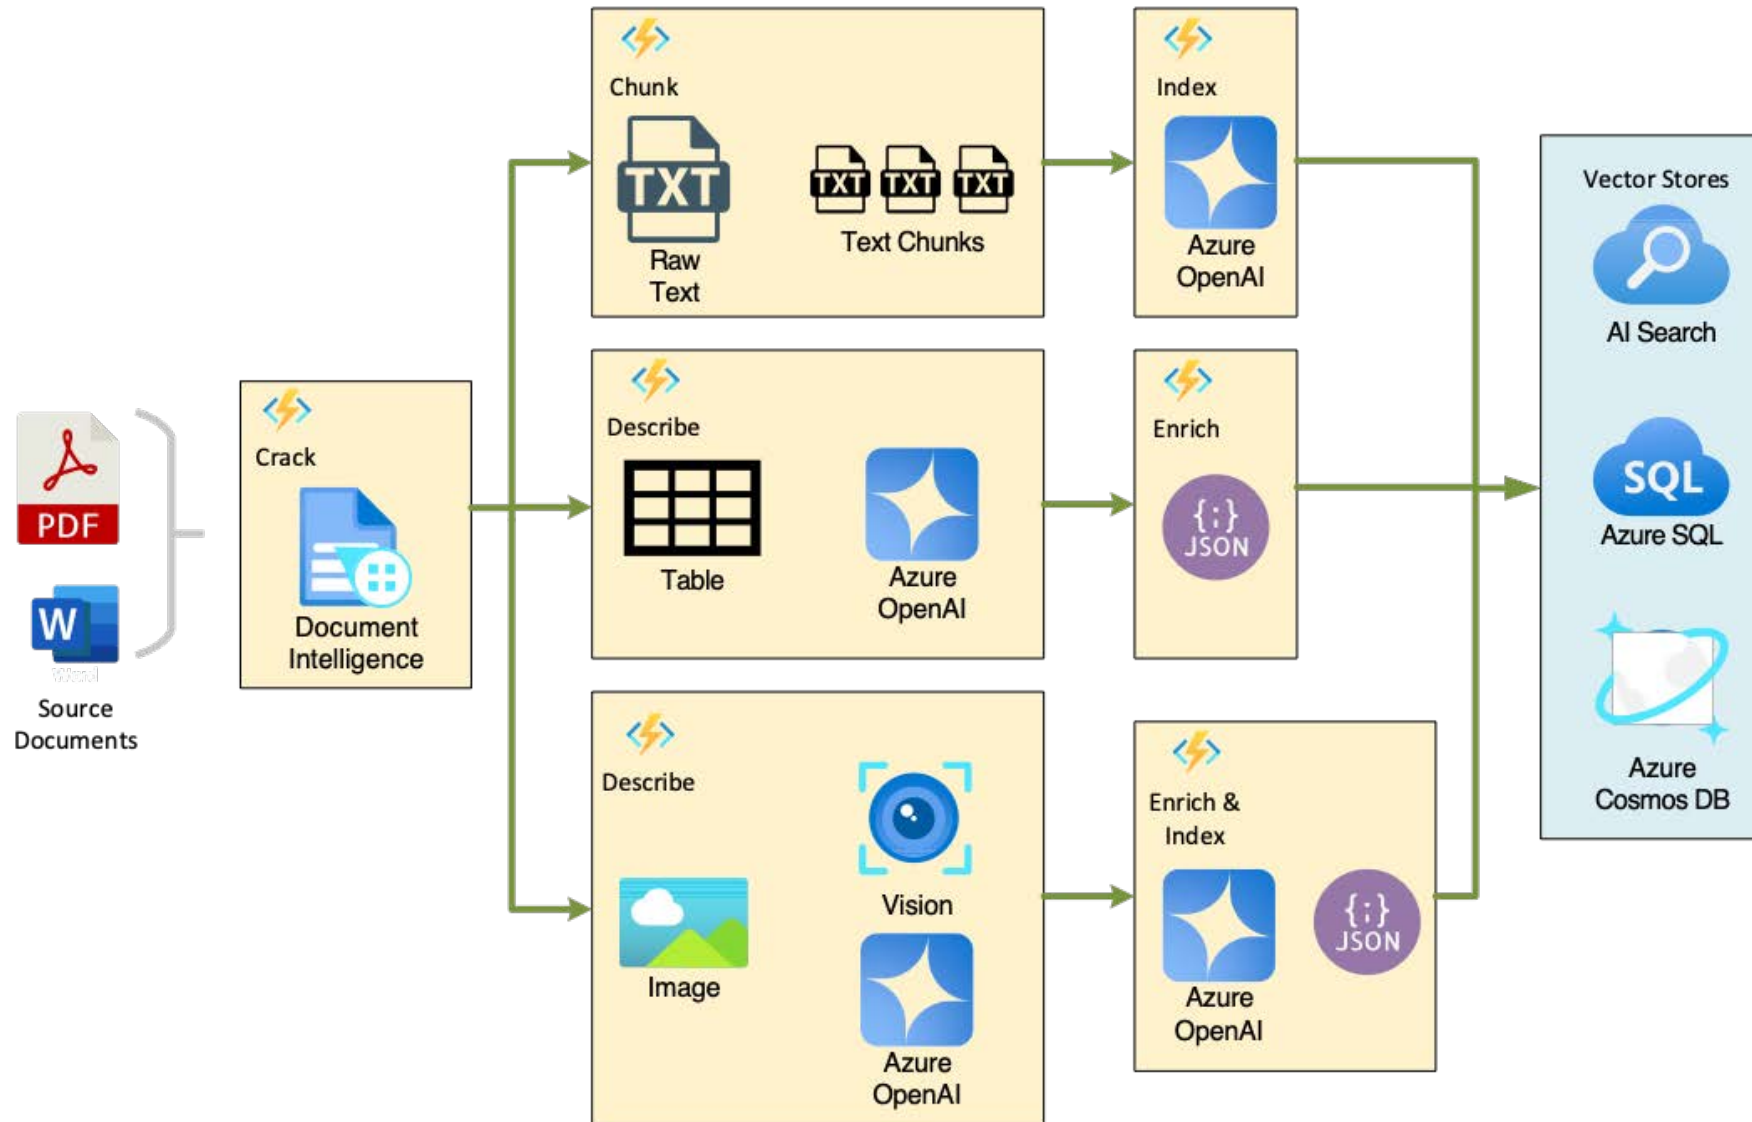 PDF
W
Word
Source
Documents
Crack
Document
Intelligence
Chunk
TXT
Raw
Text
TXT TXT TXT
Text Chunks
Index
Azure
OpenAI
Describe
Table
Azure
OpenAI
Enrich
{;}
JSON
Describe
Image
Vision
Azure
OpenAI
Enrich &
Index
Azure
OpenAI
{;}
JSON
Vector Stores
AI Search
SQL
Azure SQL
Azure
Cosmos DB